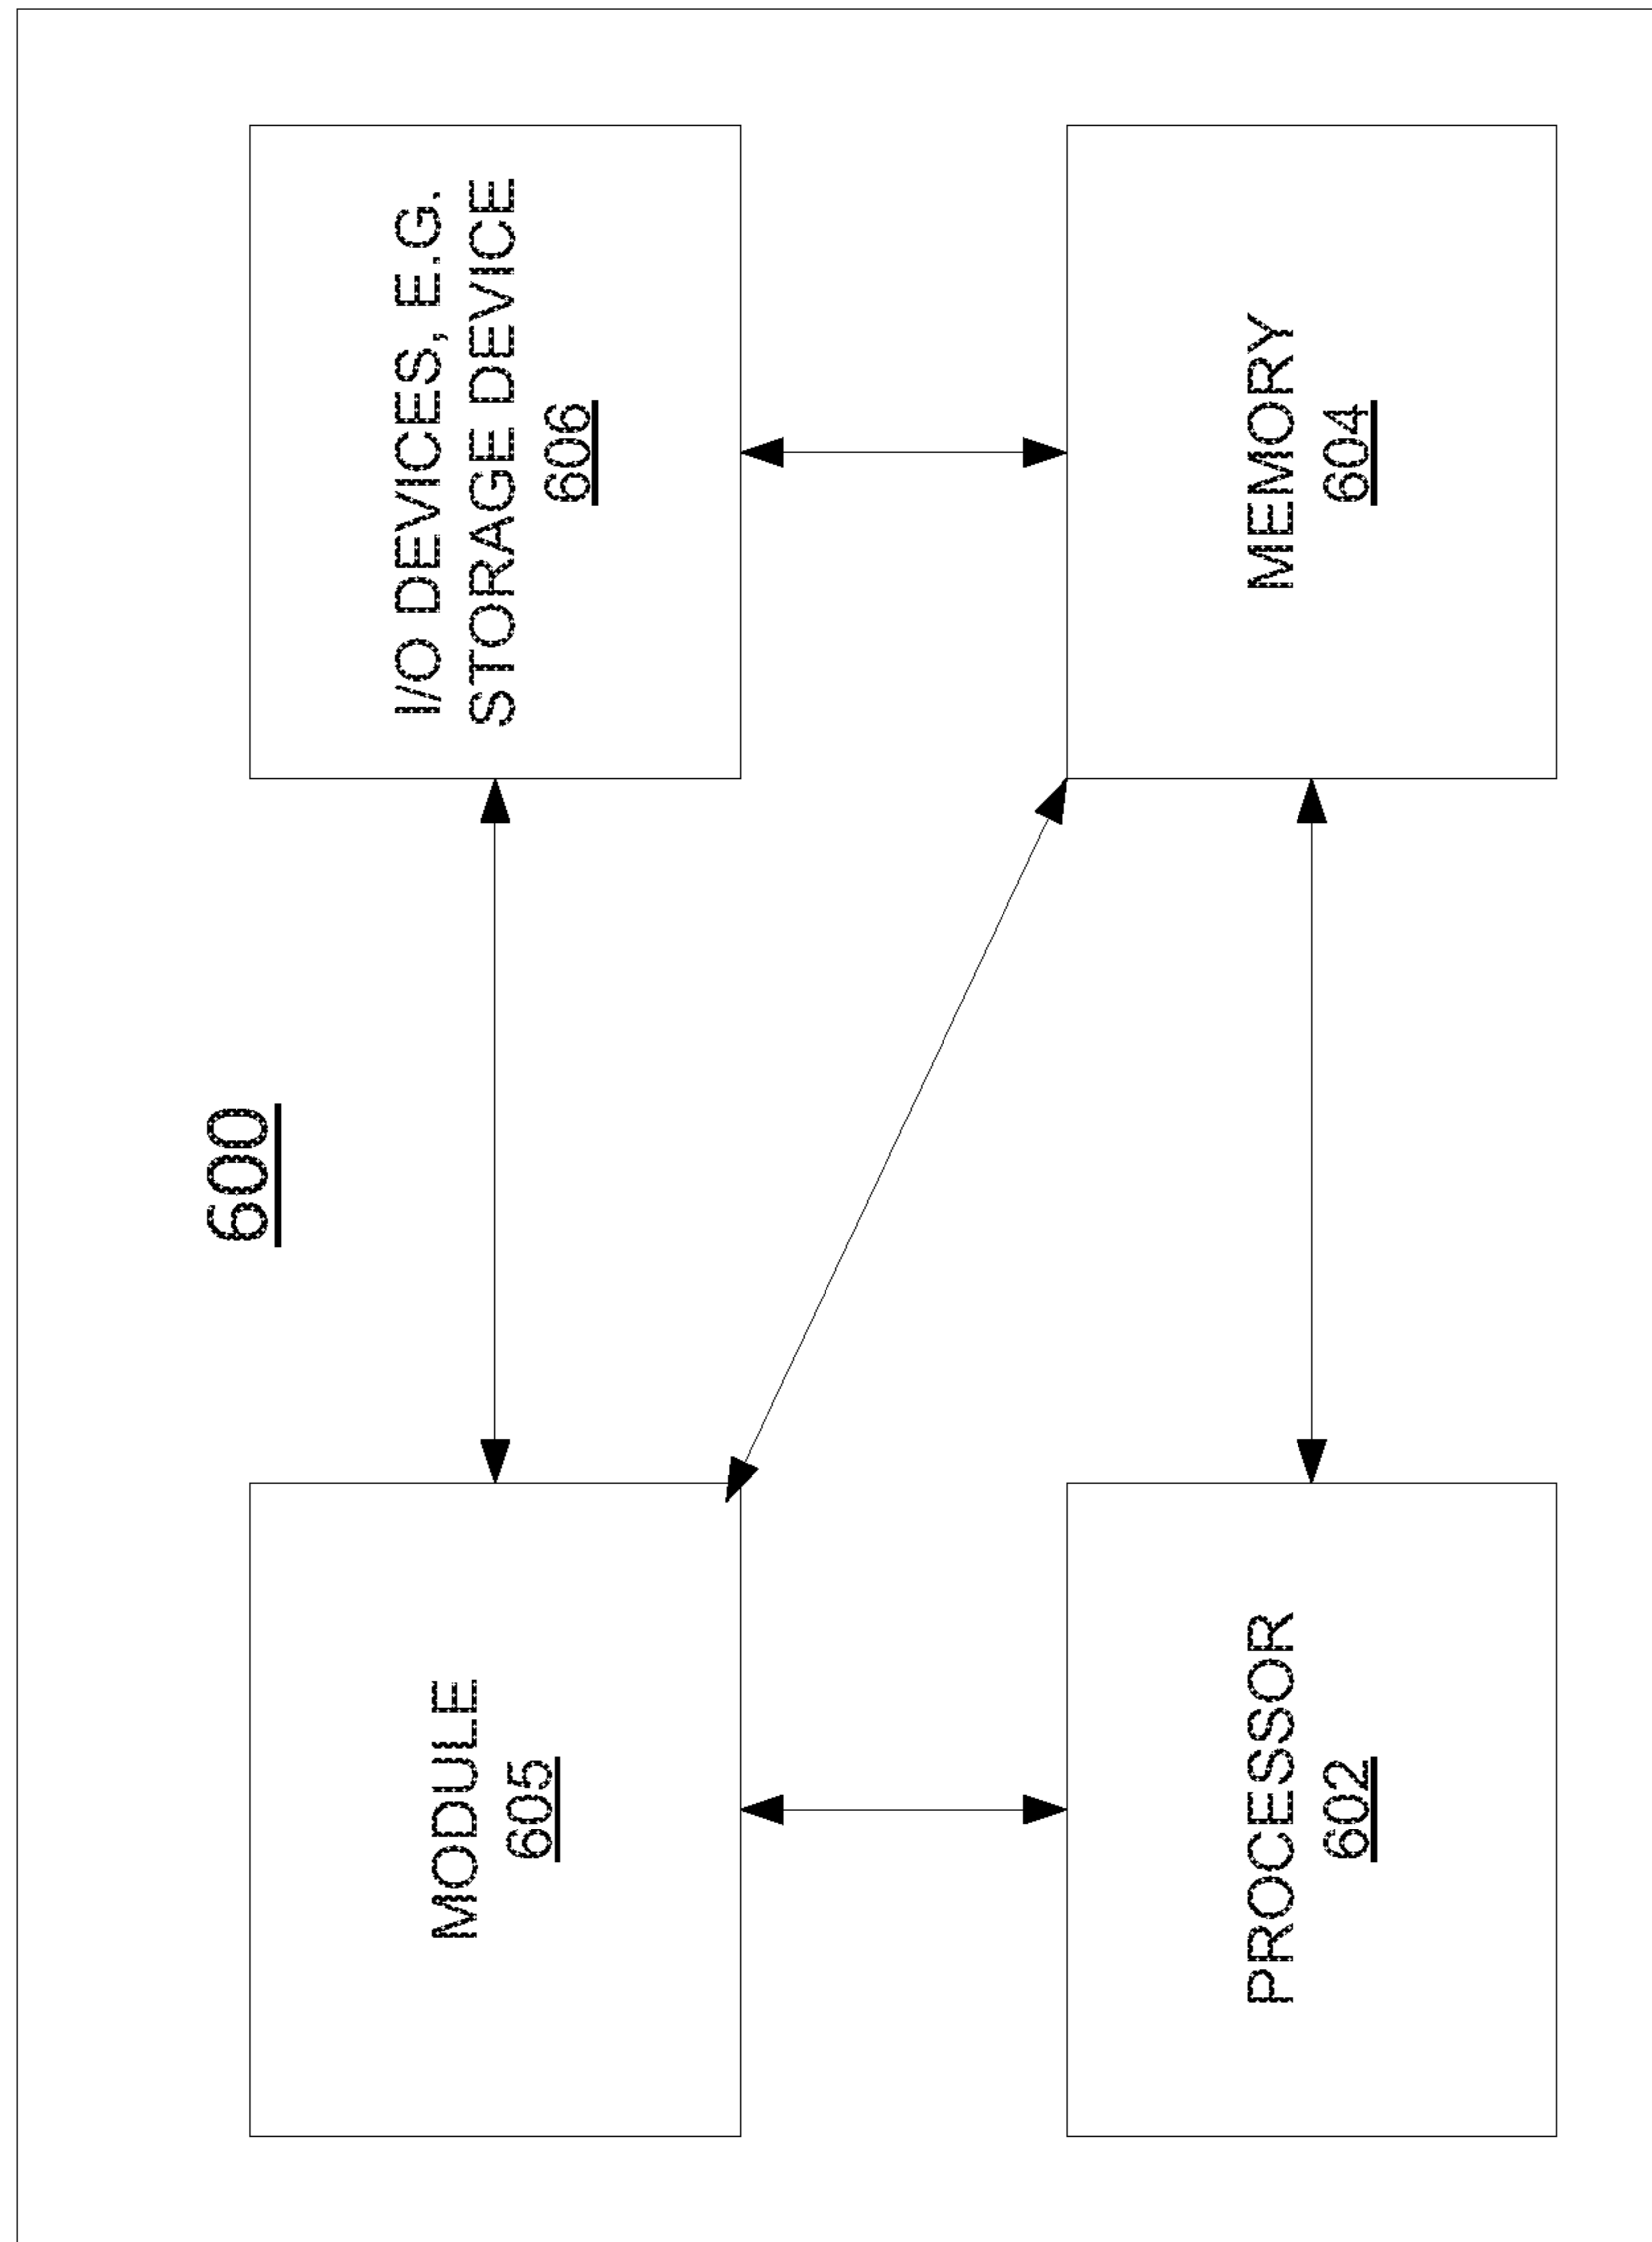 600
MODULE
605
I/O DEVICES, E.G.
STORAGE DEVICE
606
PROCESSOR
602
MEMORY
604